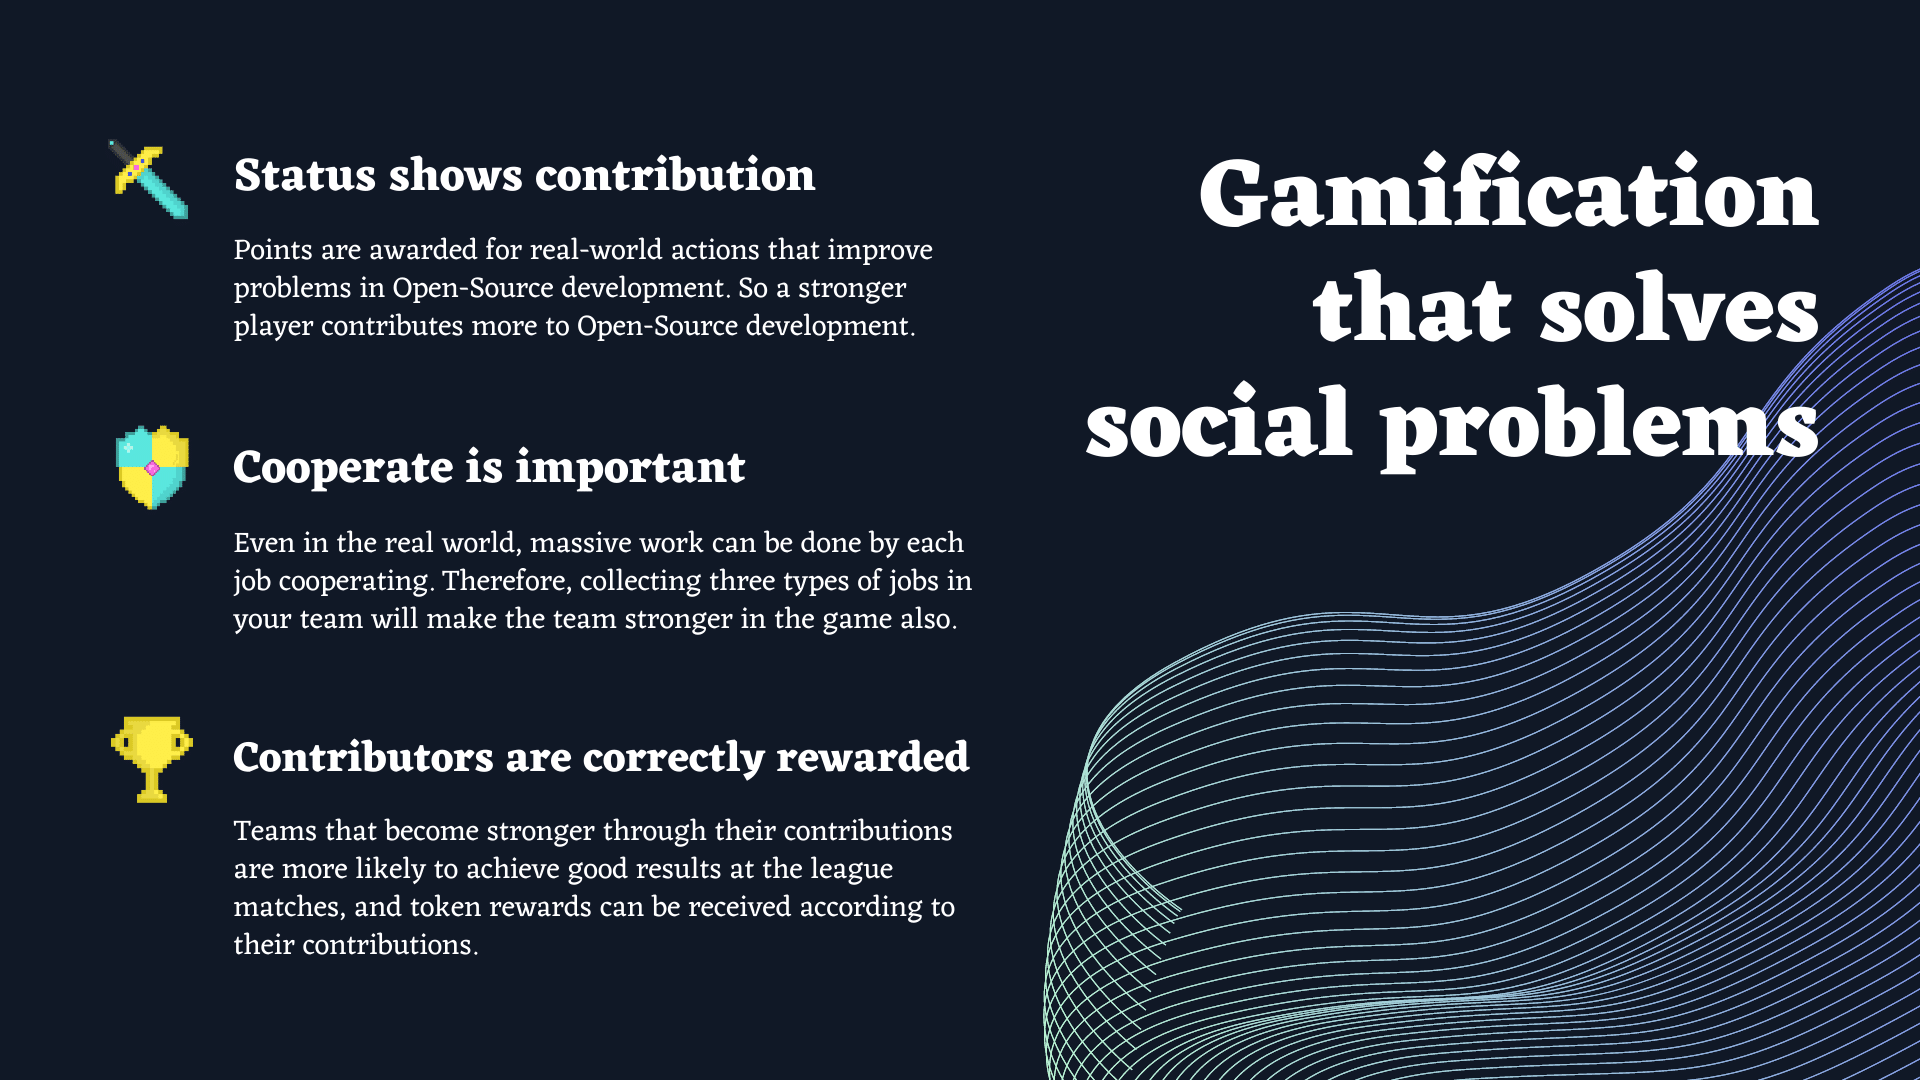 Gamification
that solves
social problems
Status shows contribution
Points are awarded for real-world actions that improve
problems in Open-Source development. So a stronger
player contributes more to Open-Source development.
Cooperate is important
Even in the real world, massive work can be done by each
job cooperating. Therefore, collecting three types of jobs in
your team will make the team stronger in the game also.
Contributors are correctly rewarded
Teams that become stronger through their contributions
are more likely to achieve good results at the league
matches, and token rewards can be received according to
their contributions.